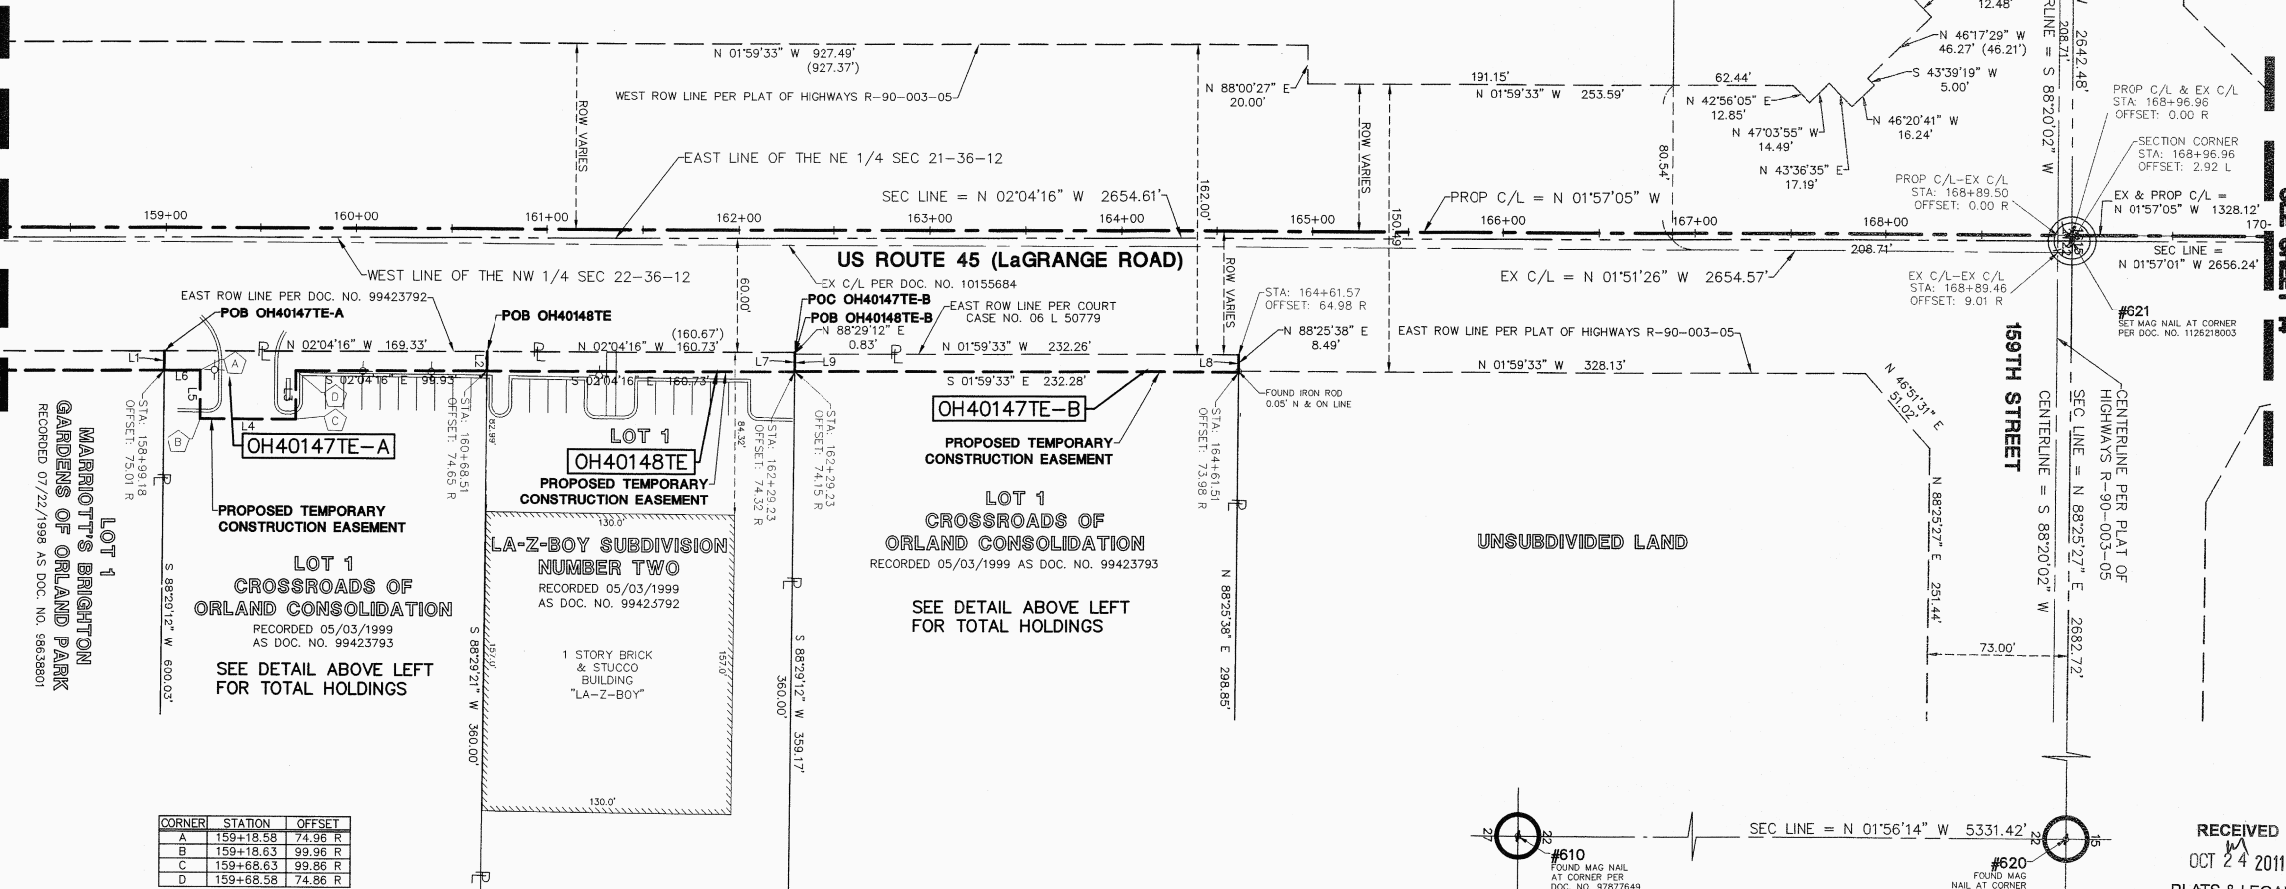 N 01°59'33" W 927.49'
(927.37')
WEST ROW LINE PER PLAT OF HIGHWAYS R-90-003-05
ROW VARIES
EAST LINE OF THE NE 1/4 SEC 21-36-12
SEC LINE = N 02°04'16" W 2654.61'
162.00'
N 88°00'27" E
20.00'
191.15'
N 01°59'33" W 253.59'
62.44'
ROW VARIES
150.49'
80.54'
PROP C/L = N 01°57'05" W
N 42°56'05" E
12.85'
N 47°03'55" W
14.49'
N 43°36'35" E
17.19'
N 46°20'41" W
16.24'
S 43°39'19" W
5.00'
N 46°17'29" W
46.27' (46.21')
12.48'
208.71'
2642.48'
RLINE = S 88°20'02" W
PROP C/L & EX C/L
STA: 168+96.96
OFFSET: 0.00 R
SECTION CORNER
STA: 168+96.96
OFFSET: 2.92 L
PROP C/L-EX C/L
STA: 168+89.50
OFFSET: 0.00 R
EX & PROP C/L =
N 01°57'05" W 1328.12'
159+00
160+00
161+00
162+00
163+00
164+00
165+00
166+00
167+00
168+00
170-
208.71'
SEC LINE =
N 01°57'01" W 2656.24'
WEST LINE OF THE NW 1/4 SEC 22-36-12
US ROUTE 45 (LaGRANGE ROAD)
EX C/L = N 01°51'26" W 2654.57'
EX C/L-EX C/L
STA: 168+89.46
OFFSET: 9.01 R
#621
SET MAG NAIL AT CORNER
PER DOC. NO. 1126218003
EAST ROW LINE PER DOC. NO. 99423792
POB OH40147TE-A
POB OH40148TE
60.00'
EX C/L PER DOC. NO. 10155684
POC OH40147TE-B
POB OH40148TE-B
EAST ROW LINE PER COURT
CASE NO. 06 L 50779
N 88°29'12" E
0.83'
ROW VARIES
STA: 164+61.57
OFFSET: 64.98 R
N 88°25'38" E
8.49'
EAST ROW LINE PER PLAT OF HIGHWAYS R-90-003-05
L1
N 02°04'16" W 169.33'
L2
(160.67')
N 02°04'16" W 160.73'
L7
L9
N 01°59'33" W 232.26'
L8
N 01°59'33" W 328.13'
L6
L5
L3
L4
A
B
C
D
S 02°04'16" E 99.93'
S 02°04'16" E 160.73'
S 01°59'33" E 232.28'
FOUND IRON ROD
0.05' N & ON LINE
N 46°51'31" E
51.02'
STA: 158+99.18
OFFSET: 75.01 R
STA: 160+68.51
OFFSET: 74.65 R
82.99'
84.32'
STA: 162+29.23
OFFSET: 74.32 R
STA: 162+29.23
OFFSET: 74.15 R
STA: 164+61.51
OFFSET: 73.98 R
OH40147TE-A
LOT 1
OH40148TE
OH40147TE-B
PROPOSED TEMPORARY
CONSTRUCTION EASEMENT
PROPOSED TEMPORARY
CONSTRUCTION EASEMENT
PROPOSED TEMPORARY
CONSTRUCTION EASEMENT
LOT 1
MARRIOTT'S BRIGHTON
GARDENS OF ORLAND PARK
RECORDED 07/22/1998 AS DOC. NO. 98638801
S 88°29'12" W 600.03'
LOT 1
CROSSROADS OF
ORLAND CONSOLIDATION
RECORDED 05/03/1999
AS DOC. NO. 99423793
SEE DETAIL ABOVE LEFT
FOR TOTAL HOLDINGS
S 88°29'21" W 360.00'
130.0'
LA-Z-BOY SUBDIVISION
NUMBER TWO
RECORDED 05/03/1999
AS DOC. NO. 99423792
157.0'
157.0'
1 STORY BRICK
& STUCCO
BUILDING
"LA-Z-BOY"
130.0'
S 88°29'12" W 359.17'
360.00'
LOT 1
CROSSROADS OF
ORLAND CONSOLIDATION
RECORDED 05/03/1999 AS DOC. NO. 99423793
SEE DETAIL ABOVE LEFT
FOR TOTAL HOLDINGS
N 88°25'38" E 298.85'
UNSUBDIVIDED LAND
N 88°25'27" E 251.44'
73.00'
159TH STREET
CENTERLINE = S 88°20'02" W
SEC LINE = N 88°25'27" E 2682.72'
CENTERLINE PER PLAT OF
HIGHWAYS R-90-003-05
CORNER STATION OFFSET
A 159+18.58 74.96 R
B 159+18.63 99.96 R
C 159+68.63 99.86 R
D 159+68.58 74.86 R
27
22
#610
FOUND MAG NAIL
AT CORNER PER
DOC. NO. 97877649
SEC LINE = N 01°56'14" W 5331.42'
22
15
#620
FOUND MAG
NAIL AT CORNER
RECEIVED
OCT 24 2011